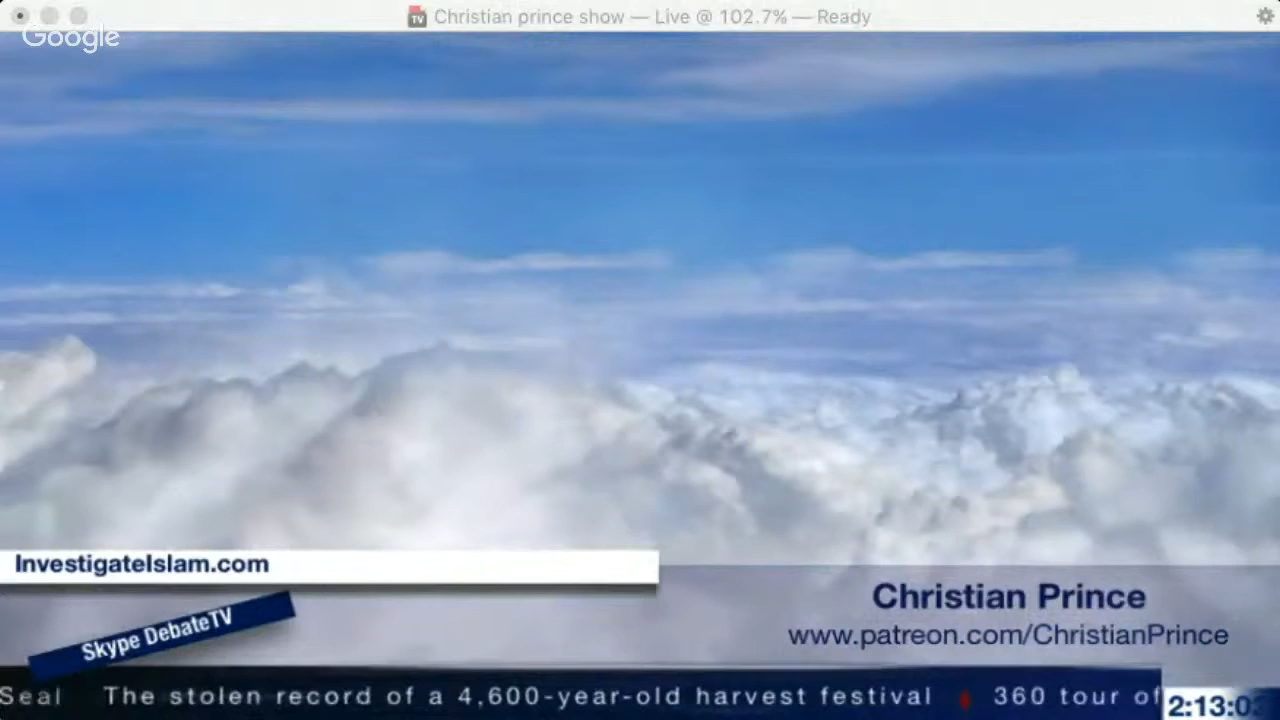 Christian prince show — Live @ 102.7% — Ready
Google
InvestigateIslam.com
Christian Prince
www.patreon.com/ChristianPrince
Skype DebateTV
Seal The stolen record of a 4,600-year-old harvest festival 360 tour of
2:13:0